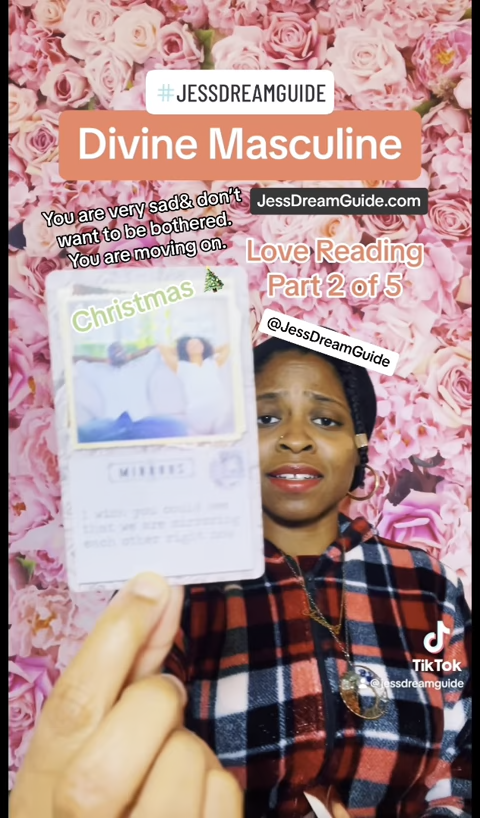 #JESSDREAMGUIDE
Divine Masculine
You are very sad& don't
want to be bothered.
You are moving on.
JessDreamGuide.com
Love Reading
Part 2 of 5
Christmas 🎄
@JessDreamGuide
MIRRORS
I wish you could see
that we are mirroring
each other right now
TikTok
@jessdreamguide